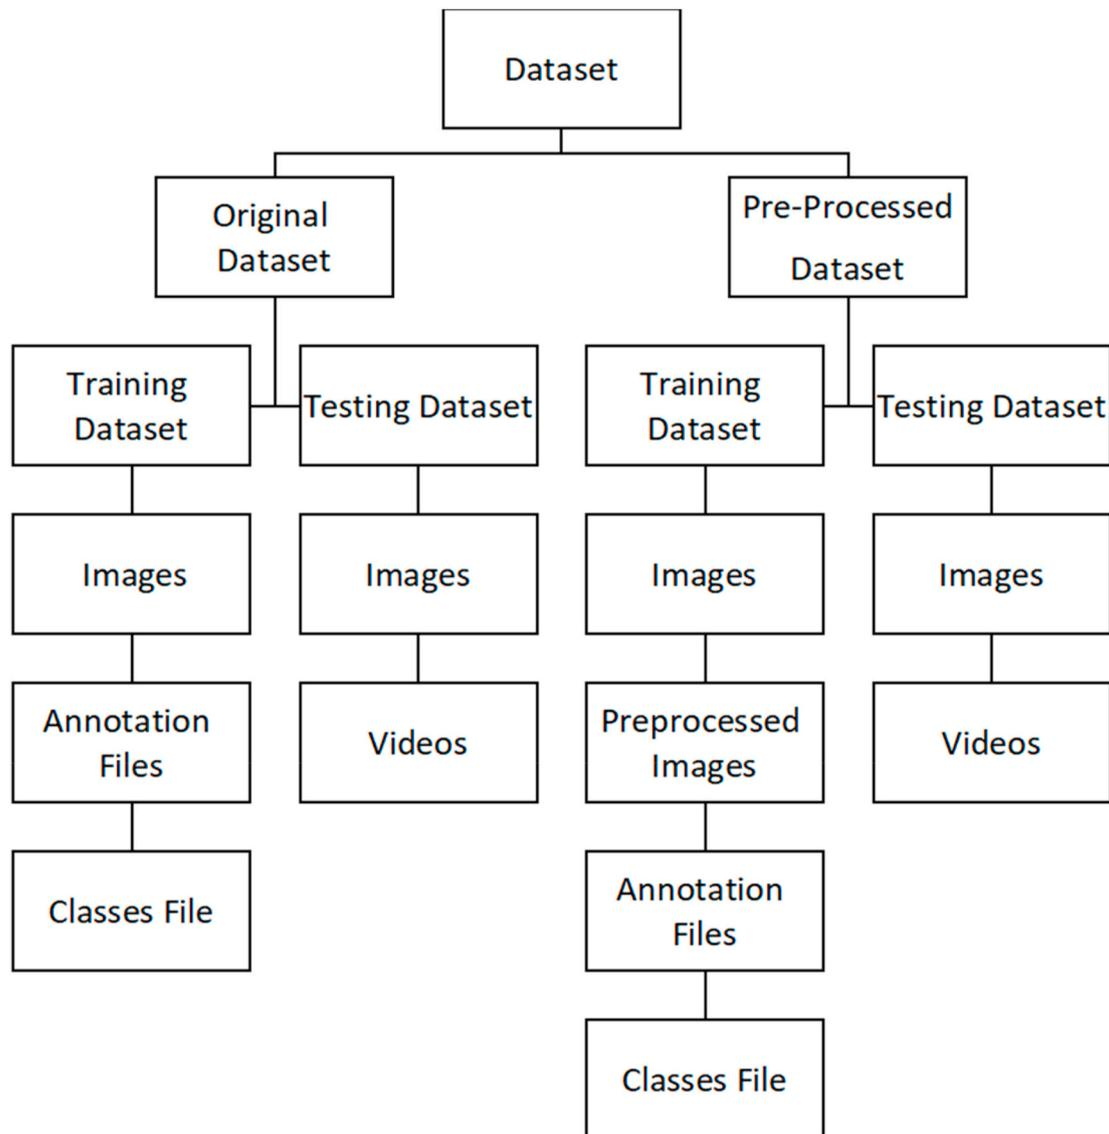 Dataset
Original
Dataset
Pre-Processed
Dataset
Training
Dataset
Testing Dataset
Training
Dataset
Testing Dataset
Images
Images
Images
Images
Annotation
Files
Videos
Preprocessed
Images
Videos
Classes File
Annotation
Files
Classes File